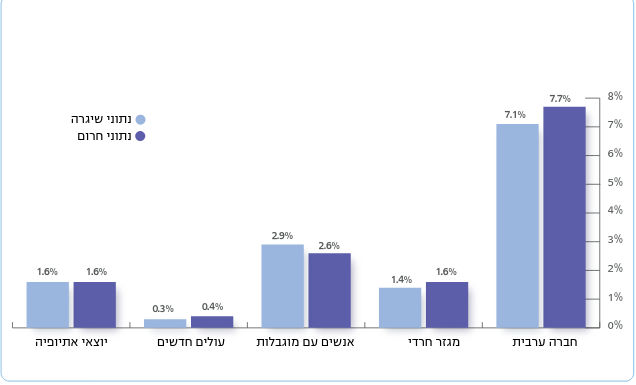 נתוני שיגרה
נתוני חרום
8%
7%
6%
5%
4%
3%
2%
1%
0%
7.7%
7.1%
1.6%
1.4%
2.6%
2.9%
0.4%
0.3%
1.6%
1.6%
חברה ערבית
מגזר חרדי
אנשים עם מוגבלות
עולים חדשים
יוצאי אתיופיה